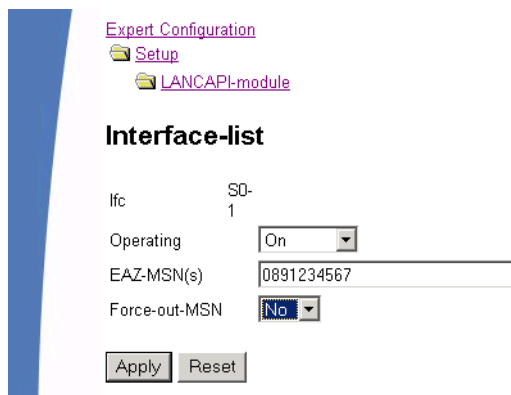 Expert Configuration
Setup
LANCAPI-module
Interface-list
Ifc S0-
1
Operating On
EAZ-MSN(s) 0891234567
Force-out-MSN No
Apply Reset